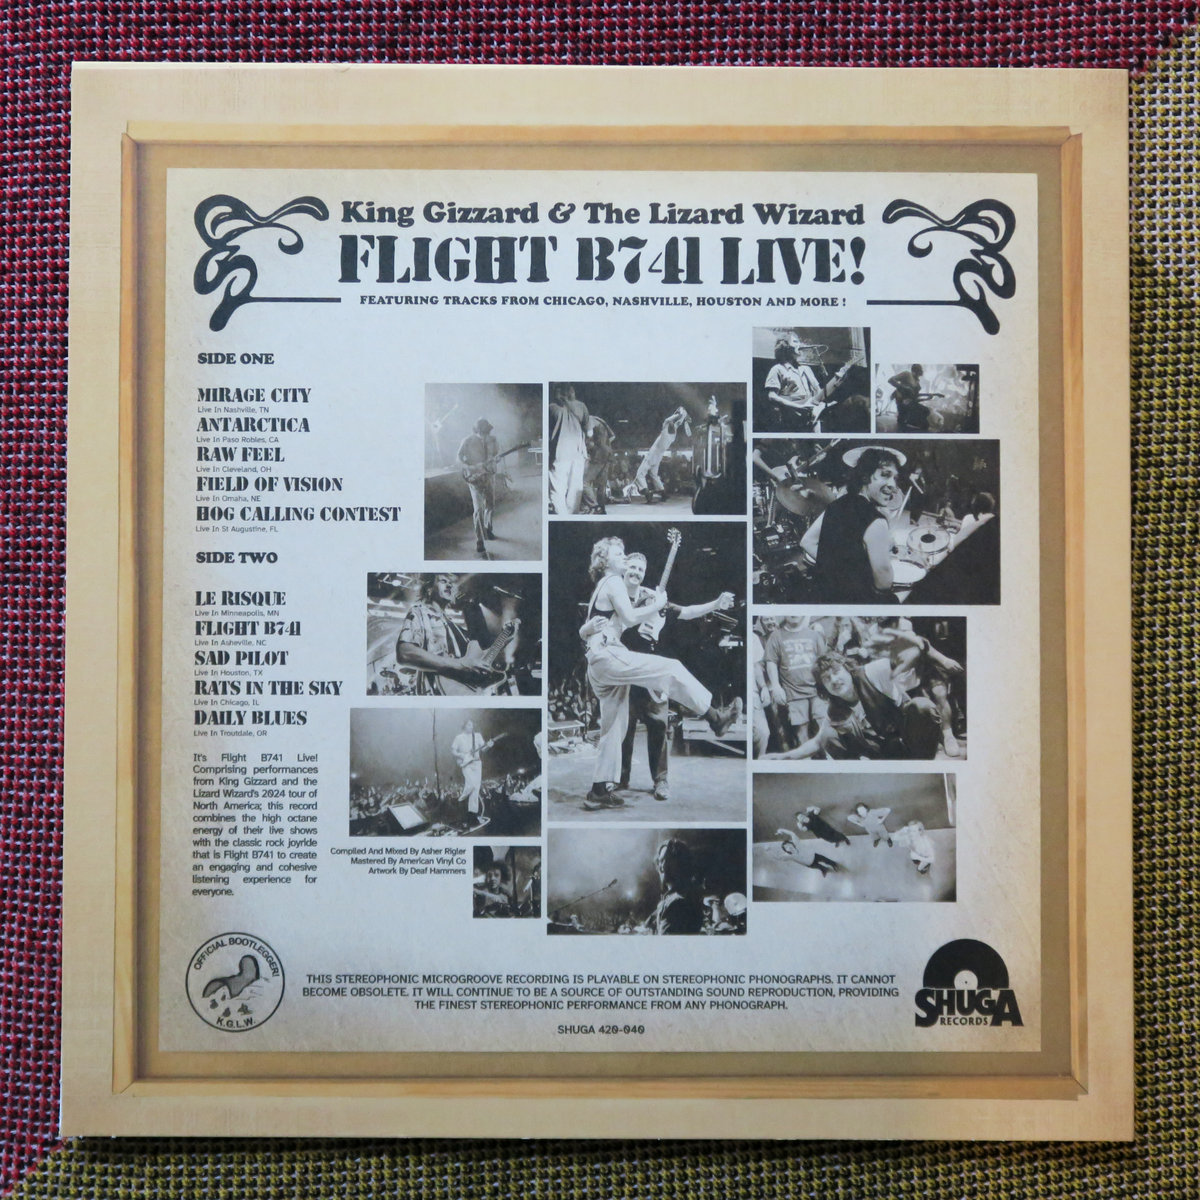 King Gizzard & The Lizard Wizard
FLIGHT B741 LIVE!
FEATURING TRACKS FROM CHICAGO, NASHVILLE, HOUSTON AND MORE !
SIDE ONE
MIRAGE CITY
Live In Nashville, TN
ANTARCTICA
Live In Paso Robles, CA
RAW FEEL
Live In Cleveland, OH
FIELD OF VISION
Live In Omaha, NE
HOG CALLING CONTEST
Live In St Augustine, FL
SIDE TWO
LE RISQUE
Live In Minneapolis, MN
FLIGHT B741
Live In Asheville, NC
SAD PILOT
Live In Houston, TX
RATS IN THE SKY
Live In Chicago, IL
DAILY BLUES
Live In Troutdale, OR
It's Flight B741 Live!
Comprising performances
from King Gizzard and the
Lizard Wizard's 2024 tour of
North America; this record
combines the high octane
energy of their live shows
with the classic rock joyride
that is Flight B741 to create
an engaging and cohesive
listening experience for
everyone.
Compiled And Mixed By Asher Rigler
Mastered By American Vinyl Co
Artwork By Deaf Hammers
OFFICIAL BOOTLEGGER!
K.G.L.W.
THIS STEREOPHONIC MICROGROOVE RECORDING IS PLAYABLE ON STEREOPHONIC PHONOGRAPHS. IT CANNOT
BECOME OBSOLETE. IT WILL CONTINUE TO BE A SOURCE OF OUTSTANDING SOUND REPRODUCTION, PROVIDING
THE FINEST STEREOPHONIC PERFORMANCE FROM ANY PHONOGRAPH.
SHUGA 420-040
SHUGA
RECORDS